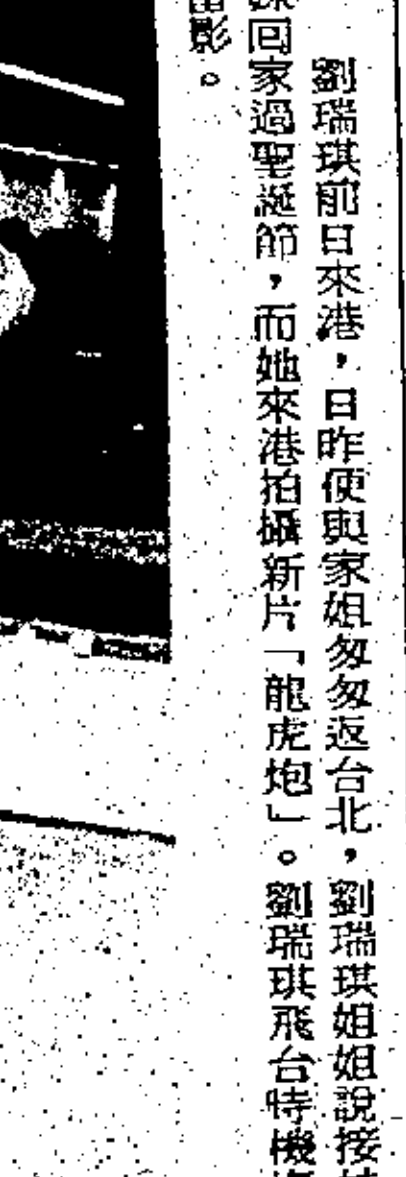 劉瑞琪前日來港，日昨便與家姐匆匆返台北，劉瑞琪姐姐說接
回家過聖誕節，而她來港拍攝新片「龍虎炮」。劉瑞琪飛台特機
影。